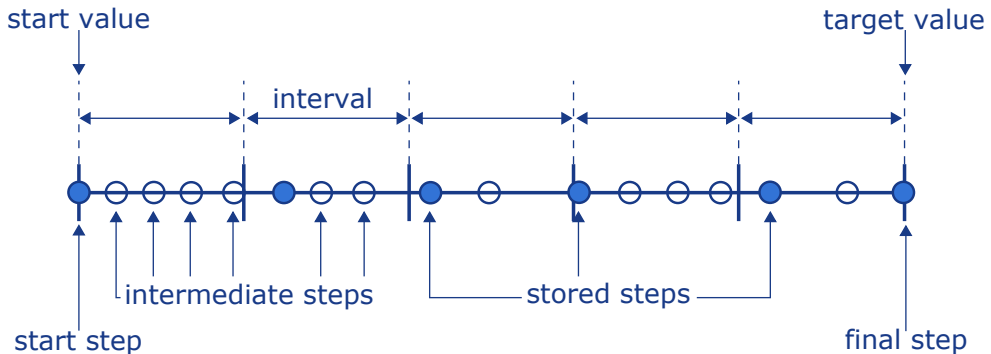 start value
target value
interval
intermediate steps
stored steps
start step
final step